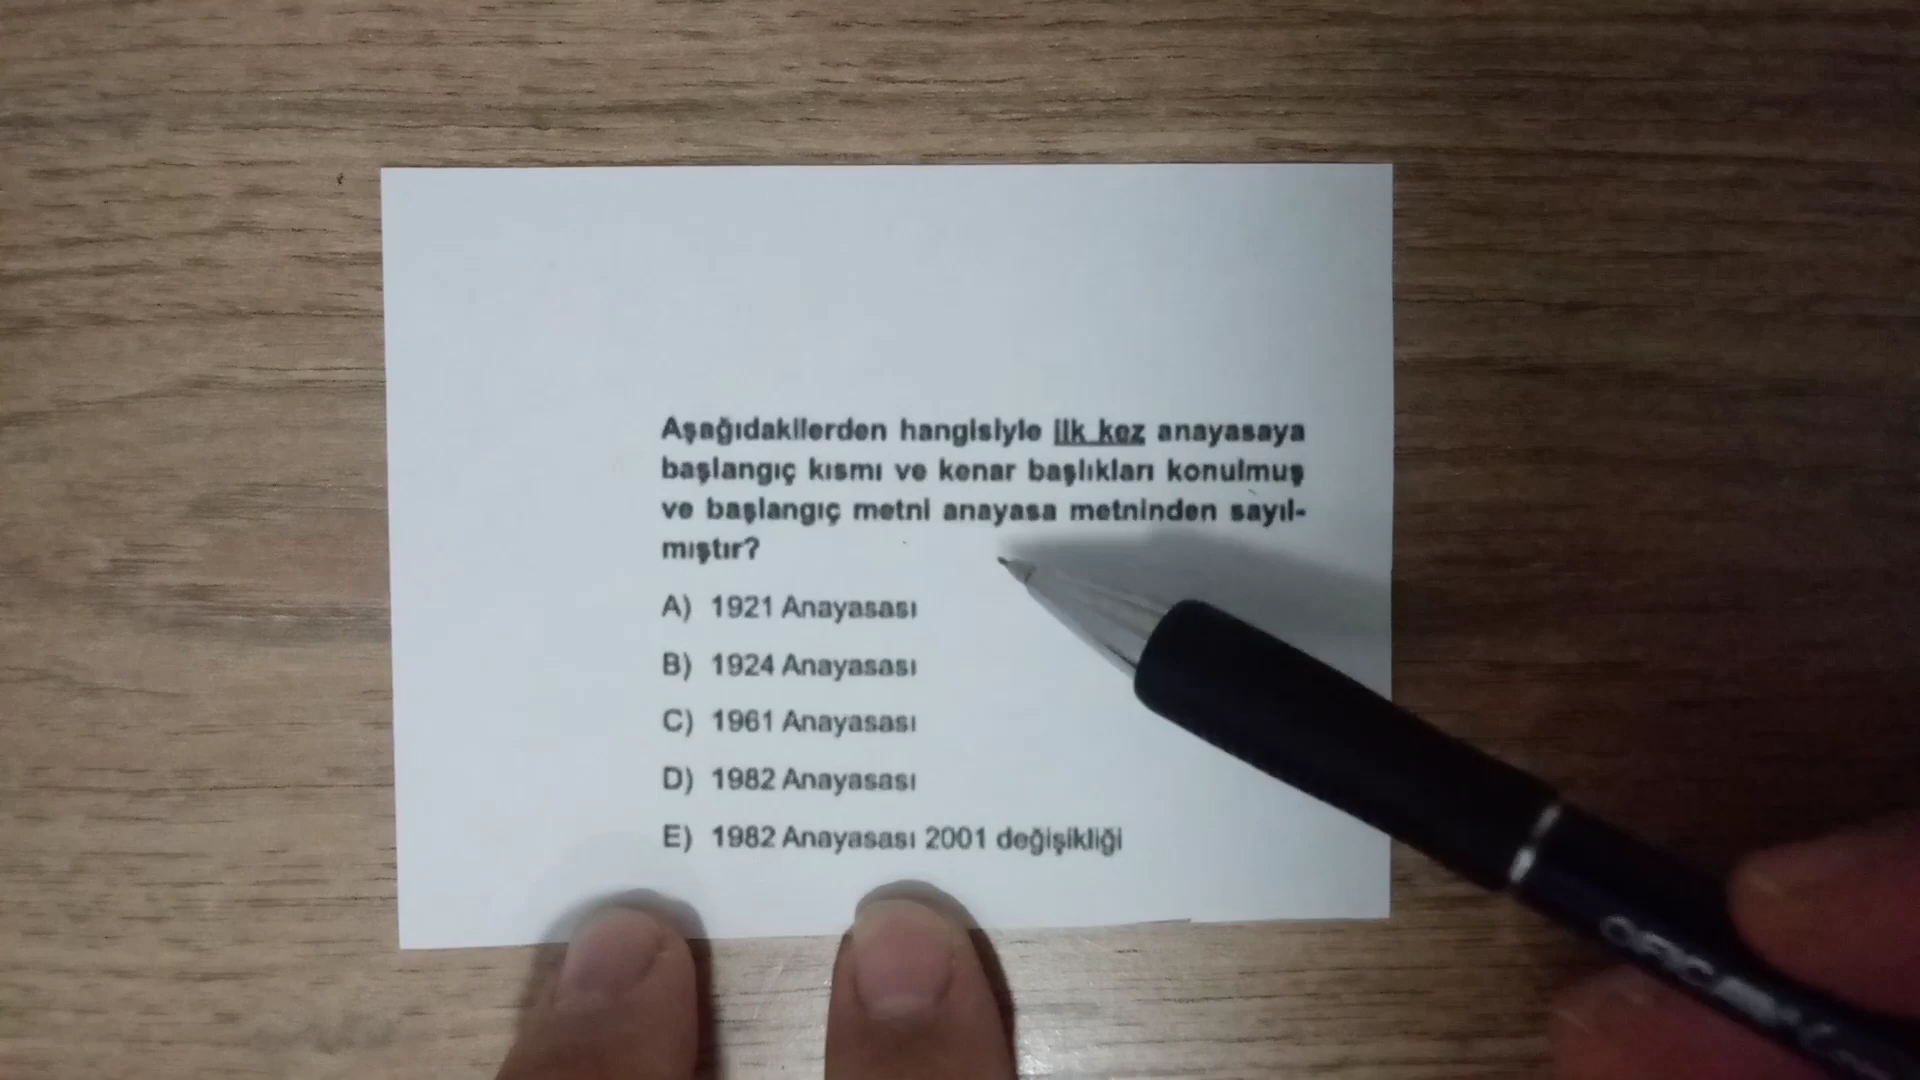 Aşağıdakilerden hangisiyle ilk kez anayasaya
başlangıç kısmı ve kenar başlıkları konulmuş
ve başlangıç metni anayasa metninden sayıl-
mıştır?
A) 1921 Anayasası
B) 1924 Anayasası
C) 1961 Anayasası
D) 1982 Anayasası
E) 1982 Anayasası 2001 değişikliği